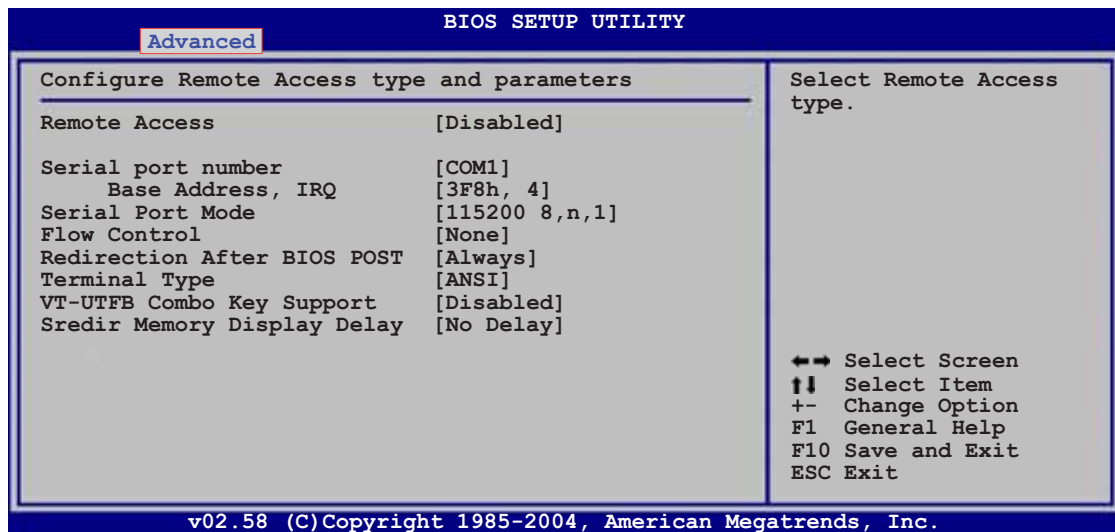 BIOS SETUP UTILITY
Advanced
Configure Remote Access type and parameters
Remote Access [Disabled]
Serial port number [COM1]
Base Address, IRQ [3F8h, 4]
Serial Port Mode [115200 8,n,1]
Flow Control [None]
Redirection After BIOS POST [Always]
Terminal Type [ANSI]
VT-UTFB Combo Key Support [Disabled]
Sredir Memory Display Delay [No Delay]
Select Remote Access
type.
←→ Select Screen
↑↓ Select Item
+- Change Option
F1 General Help
F10 Save and Exit
ESC Exit
v02.58 (C)Copyright 1985-2004, American Megatrends, Inc.